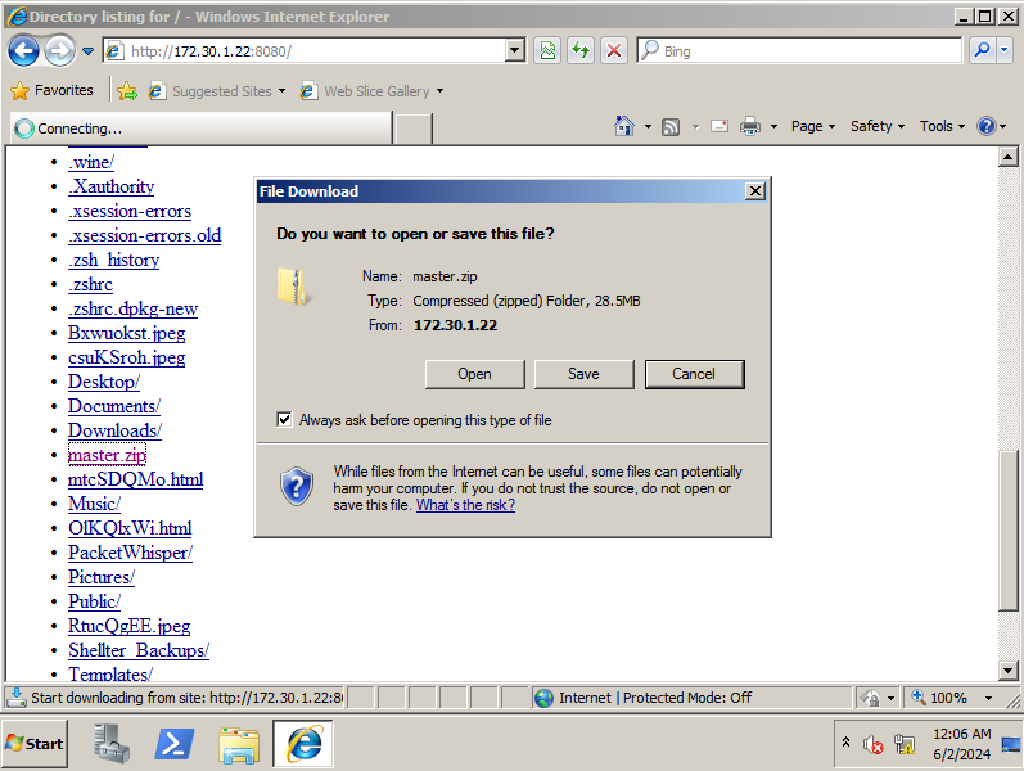 Directory listing for / - Windows Internet Explorer
http://172.30.1.22:8080/
Bing
Favorites
Suggested Sites
Web Slice Gallery
Connecting...
Page
Safety
Tools
.wine/
.Xauthority
.xsession-errors
.xsession-errors.old
.zsh_history
.zshrc
.zshrc.dpkg-new
Bxwuokst.jpeg
csuKSroh.jpeg
Desktop/
Documents/
Downloads/
master.zip
mtcSDQMo.html
Music/
OlKQlxWi.html
PacketWhisper/
Pictures/
Public/
RtucQgEE.jpeg
Shellter_Backups/
Templates/
File Download
Do you want to open or save this file?
Name: master.zip
Type: Compressed (zipped) Folder, 28.5MB
From: 172.30.1.22
Open Save Cancel
Always ask before opening this type of file
While files from the Internet can be useful, some files can potentially
harm your computer. If you do not trust the source, do not open or
save this file. What's the risk?
Start downloading from site: http://172.30.1.22:8
Internet | Protected Mode: Off
100%
Start
12:06 AM
6/2/2024